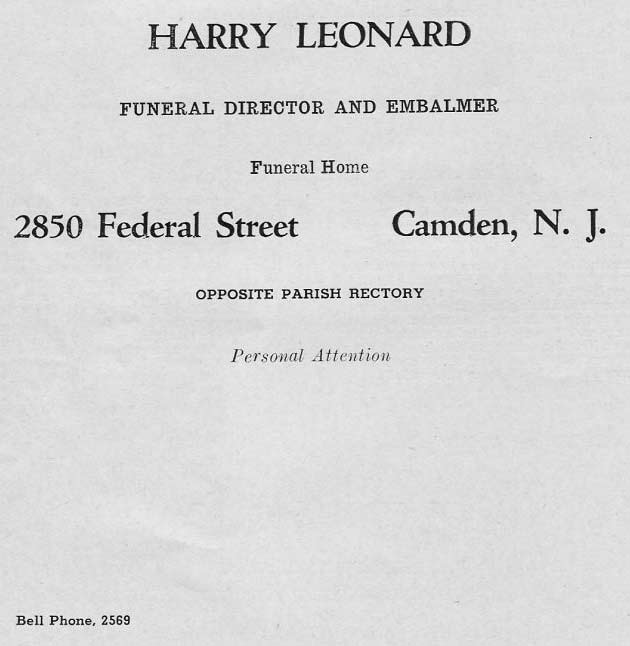 HARRY LEONARD
FUNERAL DIRECTOR AND EMBALMER
Funeral Home
2850 Federal Street Camden, N. J.
OPPOSITE PARISH RECTORY
Personal Attention
Bell Phone, 2569